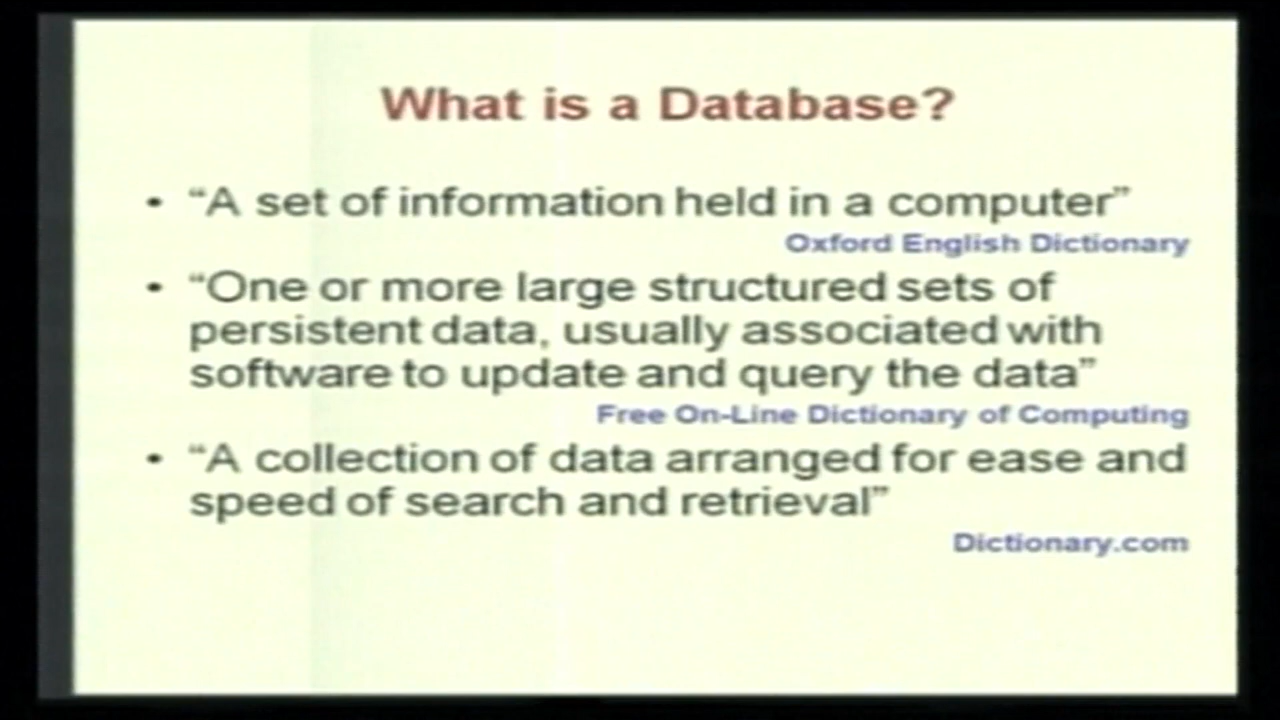 What is a Database?
• “A set of information held in a computer”
Oxford English Dictionary
• “One or more large structured sets of
persistent data, usually associated with
software to update and query the data”
Free On-Line Dictionary of Computing
• “A collection of data arranged for ease and
speed of search and retrieval”
Dictionary.com